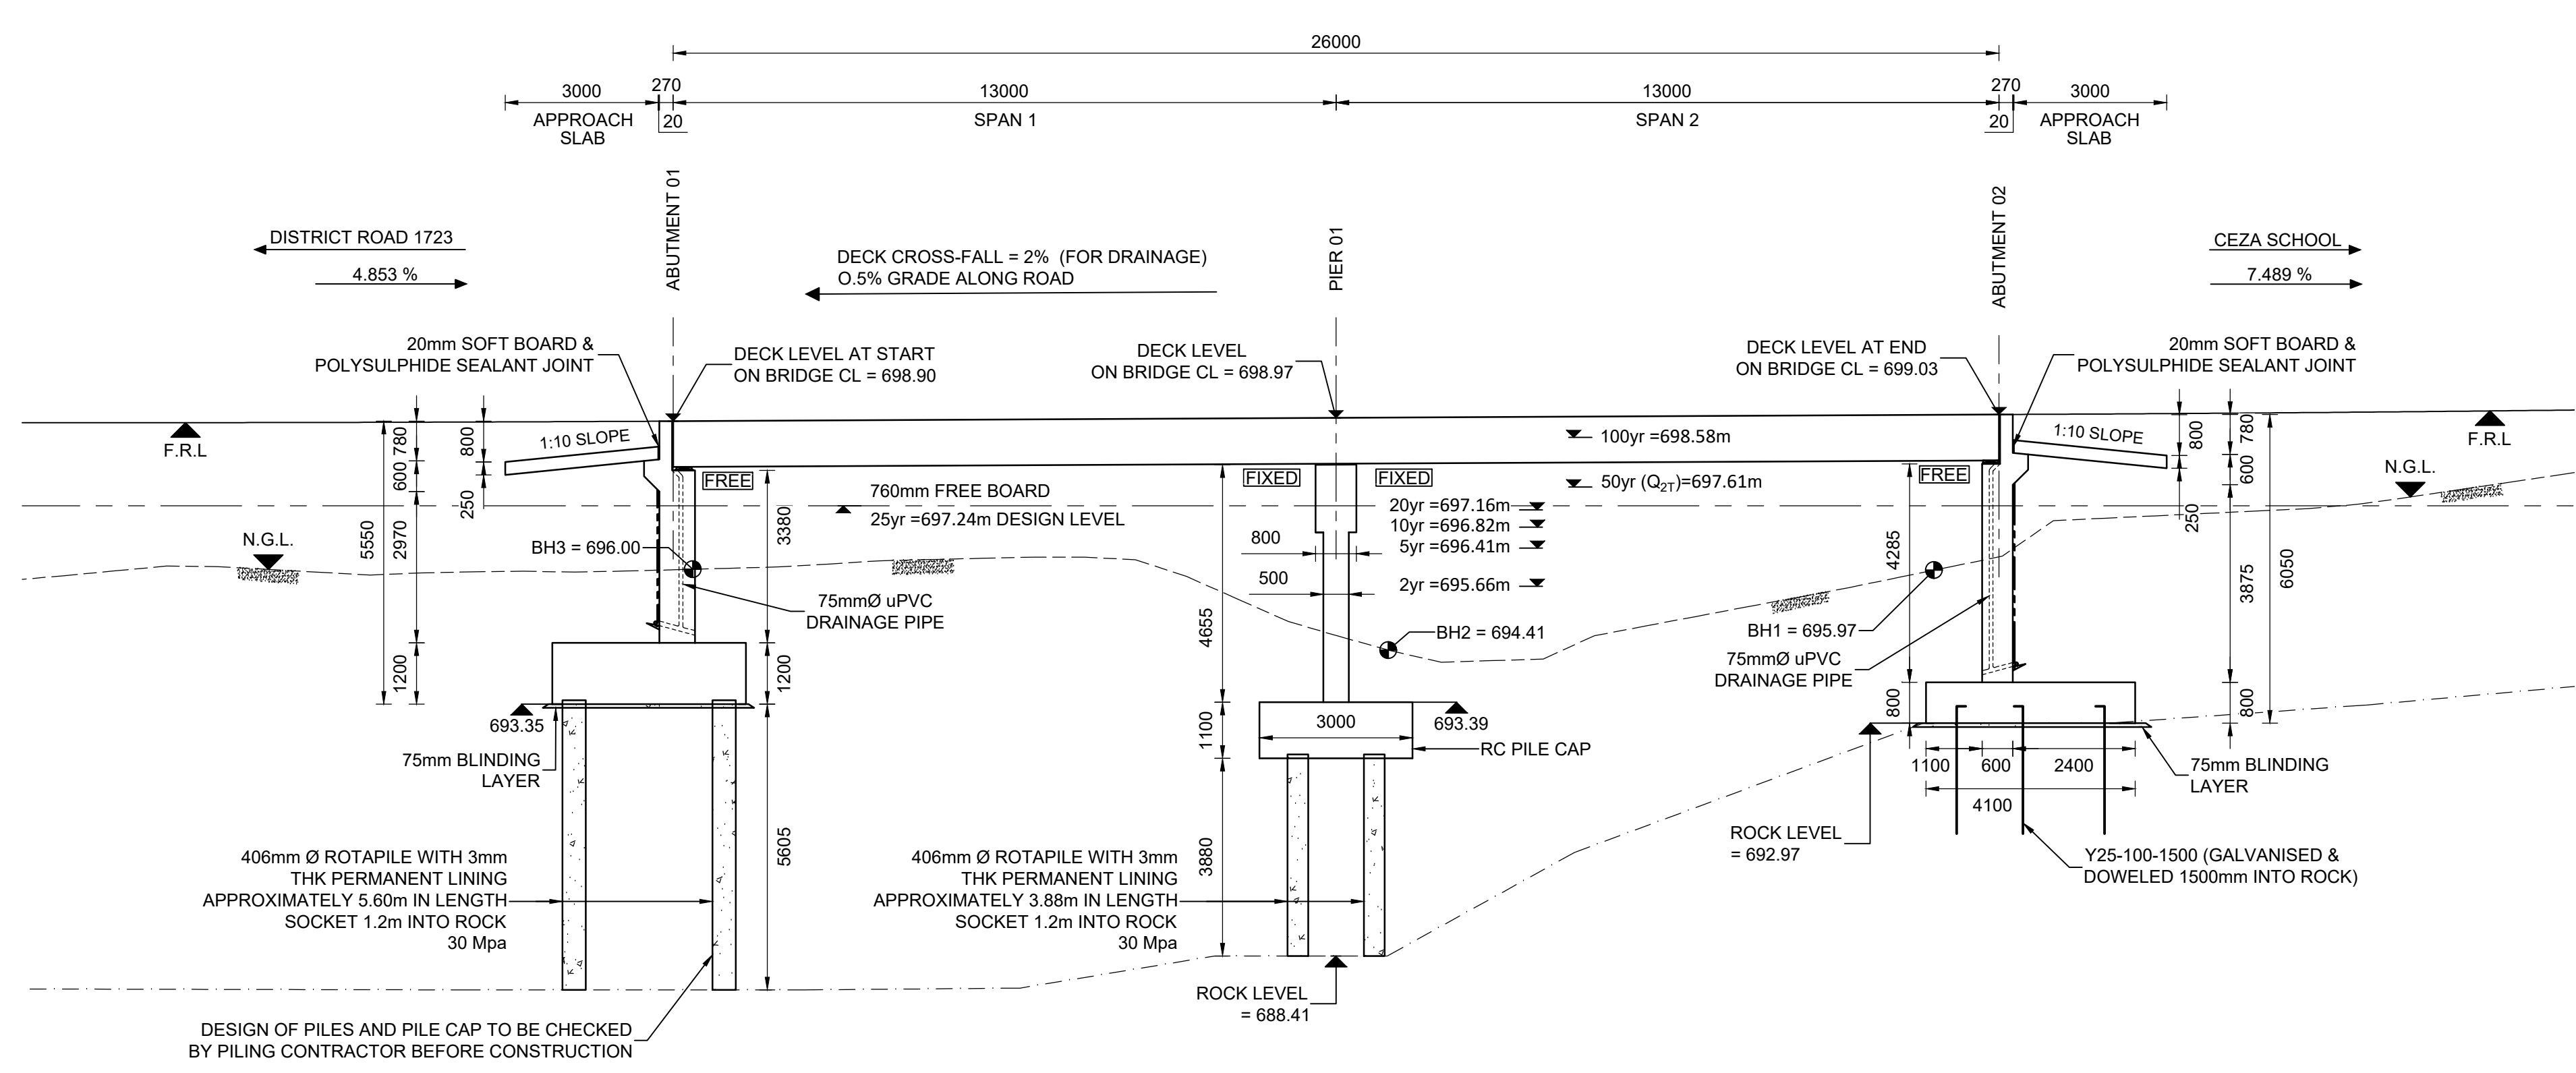 26000
3000
270
13000
13000
270
3000
APPROACH
SLAB
20
SPAN 1
SPAN 2
20
APPROACH
SLAB
ABUTMENT 01
PIER 01
ABUTMENT 02
DISTRICT ROAD 1723
4.853 %
DECK CROSS-FALL = 2% (FOR DRAINAGE)
O.5% GRADE ALONG ROAD
CEZA SCHOOL
7.489 %
20mm SOFT BOARD &
POLYSULPHIDE SEALANT JOINT
DECK LEVEL AT START
ON BRIDGE CL = 698.90
DECK LEVEL
ON BRIDGE CL = 698.97
DECK LEVEL AT END
ON BRIDGE CL = 699.03
20mm SOFT BOARD &
POLYSULPHIDE SEALANT JOINT
F.R.L
780
800
1:10 SLOPE
100yr =698.58m
1:10 SLOPE
800
780
F.R.L
600
250
FREE
FIXED
FIXED
50yr (Q2T)=697.61m
FREE
600
250
N.G.L.
760mm FREE BOARD
25yr =697.24m DESIGN LEVEL
20yr =697.16m
10yr =696.82m
5yr =696.41m
2yr =695.66m
N.G.L.
5550
2970
BH3 = 696.00
3380
800
500
4285
3875
6050
75mmØ uPVC
DRAINAGE PIPE
4655
BH2 = 694.41
BH1 = 695.97
75mmØ uPVC
DRAINAGE PIPE
1200
1200
693.35
75mm BLINDING
LAYER
1100
3000
693.39
RC PILE CAP
800
800
ROCK LEVEL
= 692.97
1100
600
2400
4100
75mm BLINDING
LAYER
Y25-100-1500 (GALVANISED &
DOWELED 1500mm INTO ROCK)
406mm Ø ROTAPILE WITH 3mm
THK PERMANENT LINING
APPROXIMATELY 5.60m IN LENGTH
SOCKET 1.2m INTO ROCK
30 Mpa
5605
406mm Ø ROTAPILE WITH 3mm
THK PERMANENT LINING
APPROXIMATELY 3.88m IN LENGTH
SOCKET 1.2m INTO ROCK
30 Mpa
3880
ROCK LEVEL
= 688.41
DESIGN OF PILES AND PILE CAP TO BE CHECKED
BY PILING CONTRACTOR BEFORE CONSTRUCTION